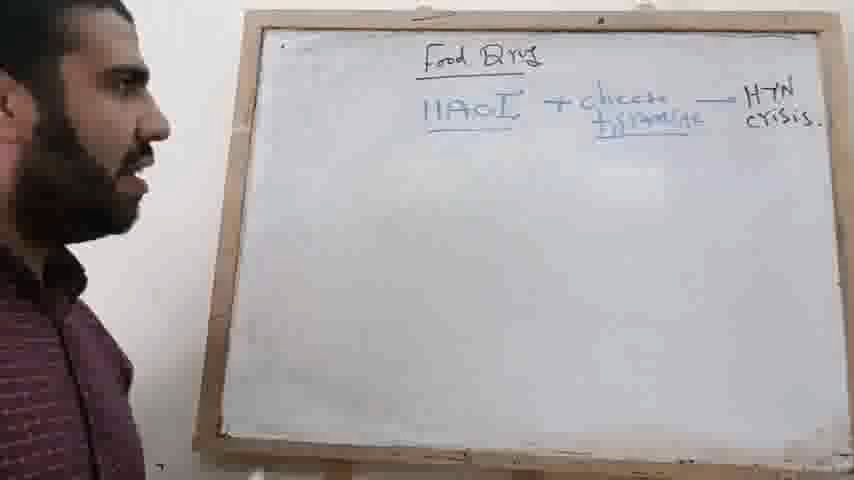 Food Drug
MAOI + cheese → HTN
tyramine crisis.